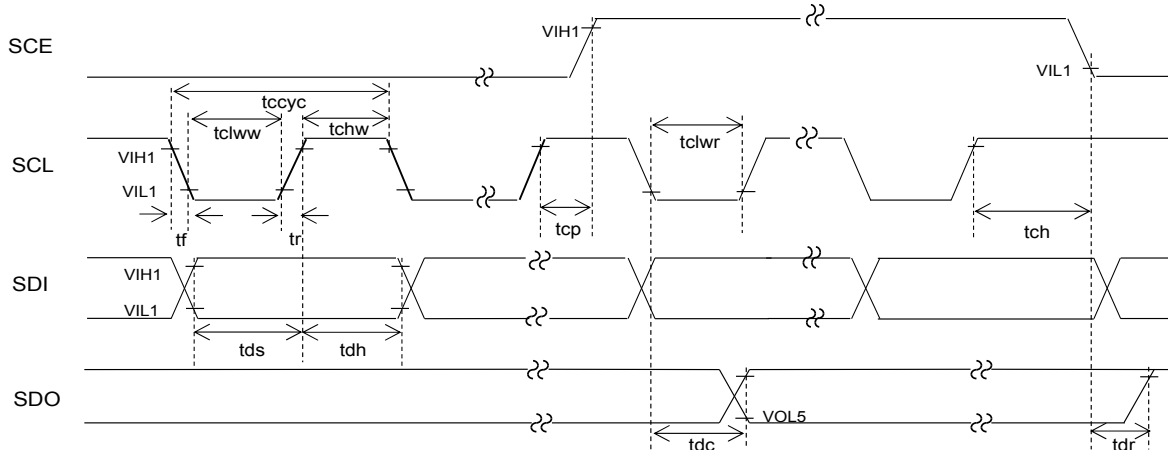 SCE
VIH1
VIL1
tccyc
tclww
tchw
tclwr
SCL
VIH1
VIL1
tf
tr
tcp
tch
SDI
VIH1
VIL1
tds
tdh
SDO
VOL5
tdc
tdr